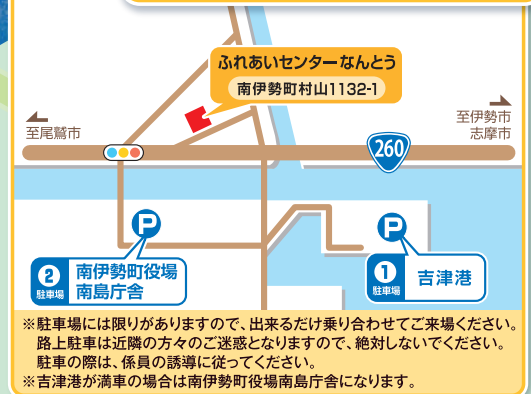 ふれあいセンターなんとう
南伊勢町村山1132-1
至尾鷲市
至伊勢市
志摩市
260
P
P
2
駐車場
南伊勢町役場
南島庁舎
1
駐車場
吉津港
※駐車場には限りがありますので、出来るだけ乗り合わせてご来場ください。
路上駐車は近隣の方々のご迷惑となりますので、絶対しないでください。
駐車の際は、係員の誘導に従ってください。
※吉津港が満車の場合は南伊勢町役場南島庁舎になります。